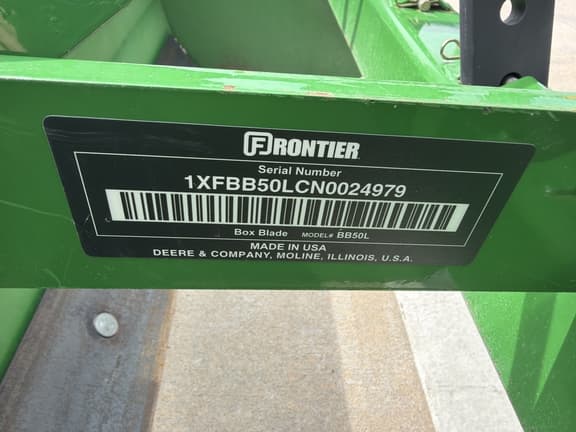 FRONTIER
Serial Number
1XFBB50LCN0024979
Box Blade MODEL# BB50L
MADE IN USA
DEERE & COMPANY, MOLINE, ILLINOIS, U.S.A.